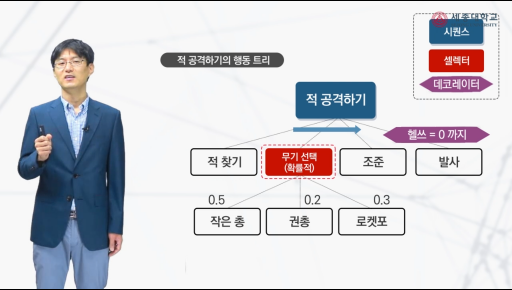 세종대학교
시퀀스
적 공격하기의 행동 트리
셀렉터
데코레이터
적 공격하기
헬쓰 = 0 까지
적 찾기
무기 선택
(확률적)
조준
발사
0.5
0.2
0.3
작은 총
권총
로켓포